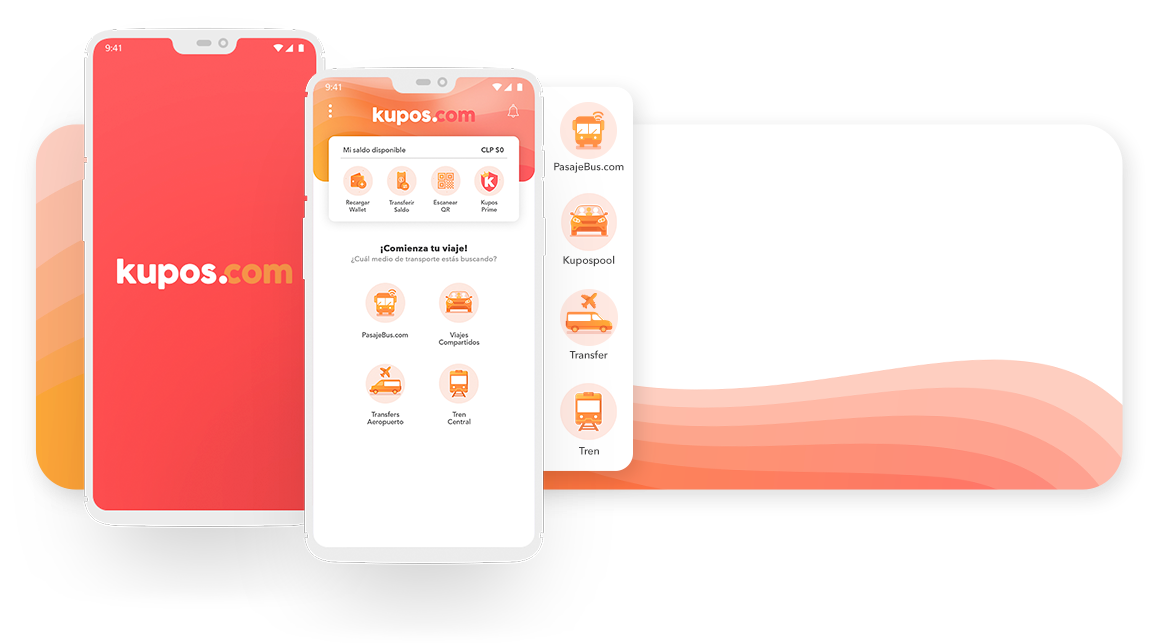 9:41
kupos.com
9:41
kupos.com
Mi saldo disponible CLP $0
Recargar
Wallet
Transferir
Saldo
Escanear
QR
Kupos
Prime
¡Comienza tu viaje!
¿Cuál medio de transporte estás buscando?
PasajeBus.com
Viajes
Compartidos
Transfers
Aeropuerto
Tren
Central
PasajeBus.com
Kupospool
Transfer
Tren